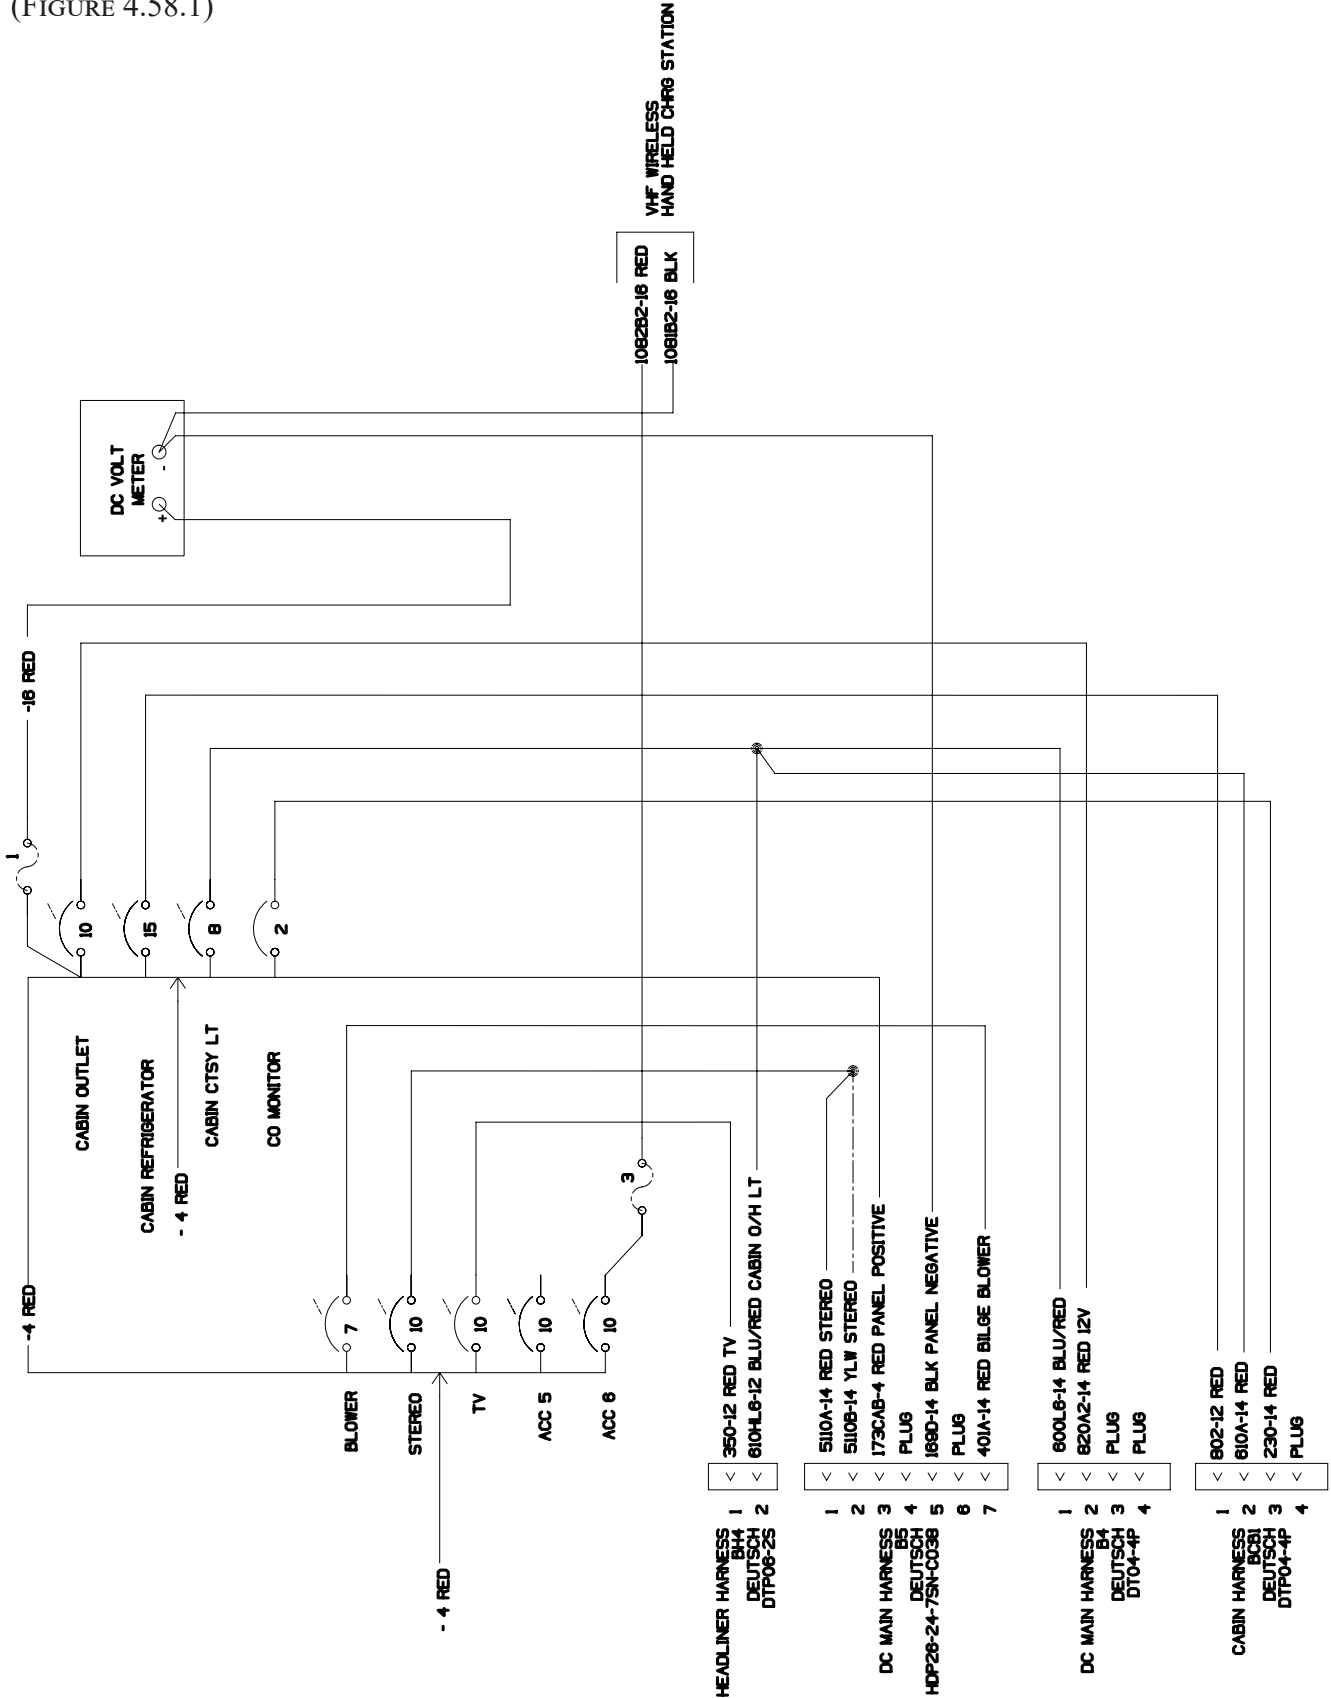 (FIGURE 4.58.1)
VHF WIRELESS
HAND HELD CHRG STATION
1082B2-16 RED
1081B2-16 BLK
DC VOLT
METER
+
-
-16 RED
1
10
15
8
2
CABIN OUTLET
CABIN REFRIGERATOR
CABIN CTSY LT
CO MONITOR
- 4 RED
-4 RED
3
7
10
10
10
10
BLOWER
STEREO
TV
ACC 5
ACC 6
- 4 RED
350-12 RED TV
610HL6-12 BLU/RED CABIN O/H LT
1
2
HEADLINER HARNESS
BH4
DEUTSCH
DTP06-2S
5110A-14 RED STEREO
5110B-14 YLW STEREO
173CAB-4 RED PANEL POSITIVE
PLUG
169D-14 BLK PANEL NEGATIVE
PLUG
401A-14 RED BILGE BLOWER
1
2
3
4
5
6
7
DC MAIN HARNESS
B5
DEUTSCH
HDP26-24-7SN-C038
600L6-14 BLU/RED
820A2-14 RED 12V
PLUG
PLUG
1
2
3
4
DC MAIN HARNESS
B4
DEUTSCH
DT04-4P
802-12 RED
610A-14 RED
230-14 RED
PLUG
1
2
3
4
CABIN HARNESS
BCB1
DEUTSCH
DTP04-4P